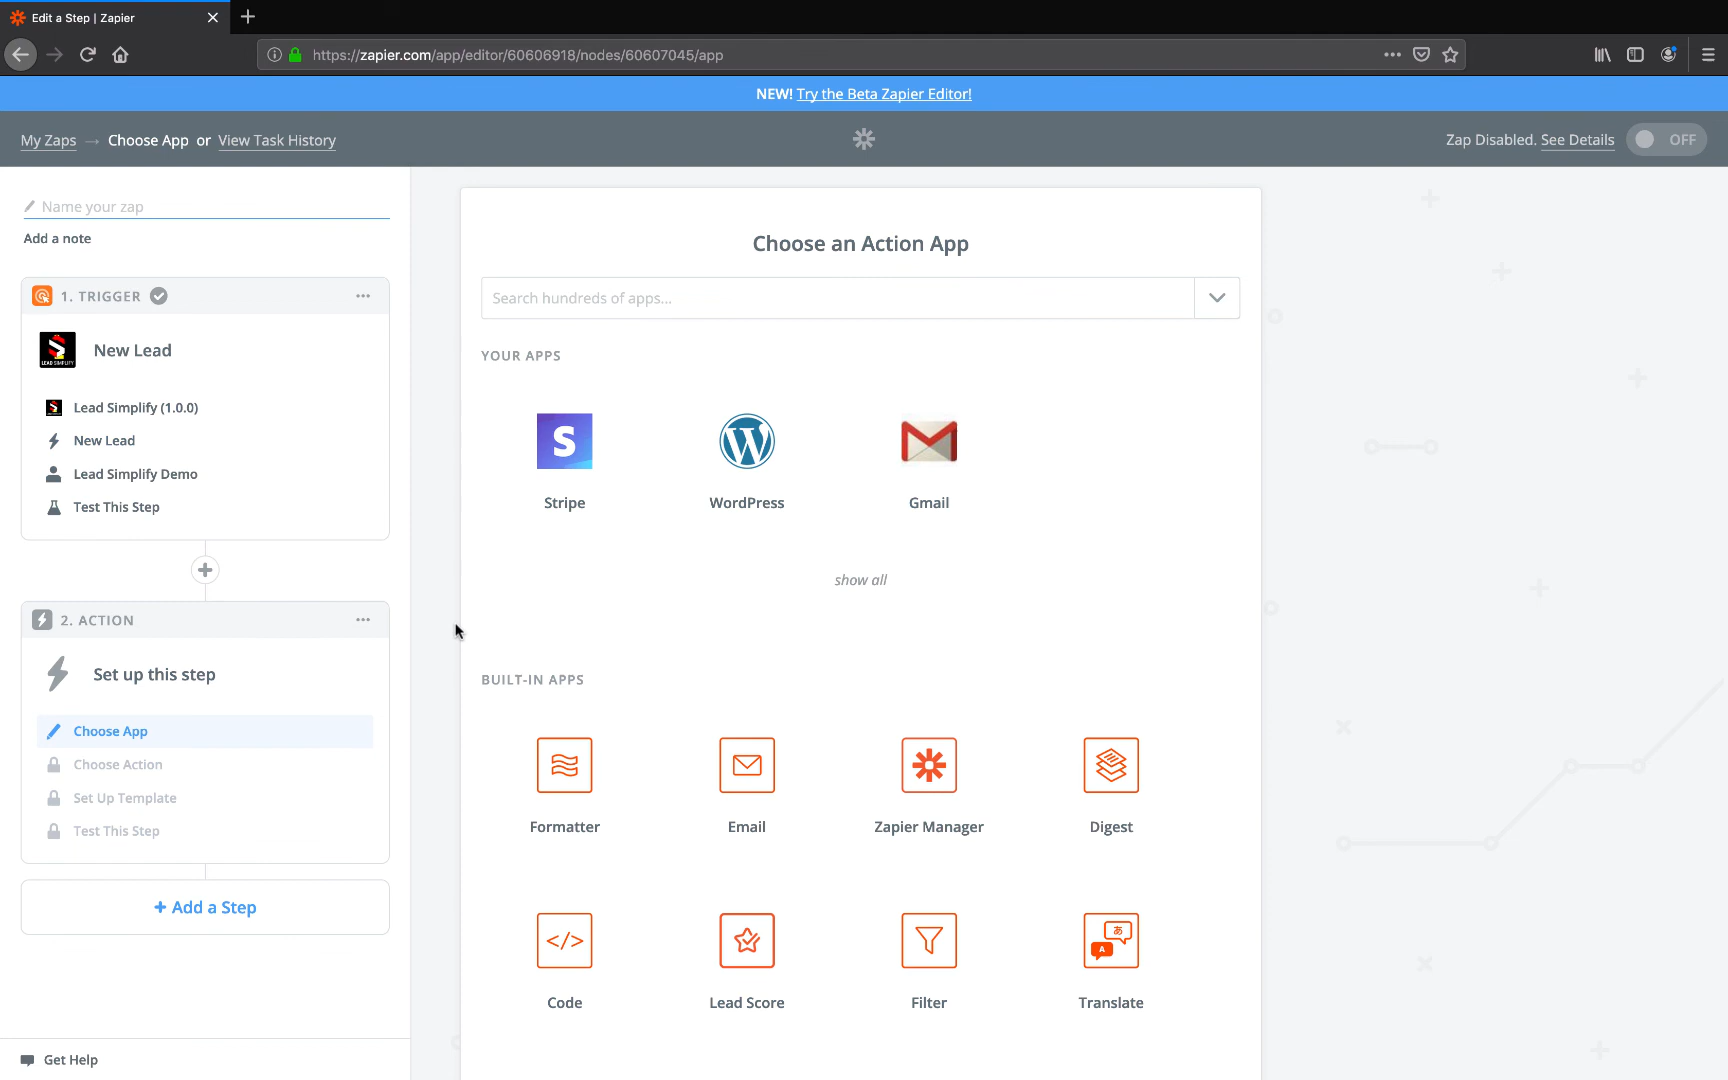 Edit a Step | Zapier
https://zapier.com/app/editor/60606918/nodes/60607045/app
NEW! Try the Beta Zapier Editor!
My Zaps → Choose App or View Task History
Zap Disabled. See Details
OFF
Name your zap
Add a note
1. TRIGGER
LEAD SIMPLIFY
New Lead
Lead Simplify (1.0.0)
New Lead
Lead Simplify Demo
Test This Step
2. ACTION
Set up this step
Choose App
Choose Action
Set Up Template
Test This Step
+ Add a Step
Get Help
Choose an Action App
Search hundreds of apps...
YOUR APPS
Stripe
WordPress
Gmail
show all
BUILT-IN APPS
Formatter
Email
Zapier Manager
Digest
Code
Lead Score
Filter
Translate